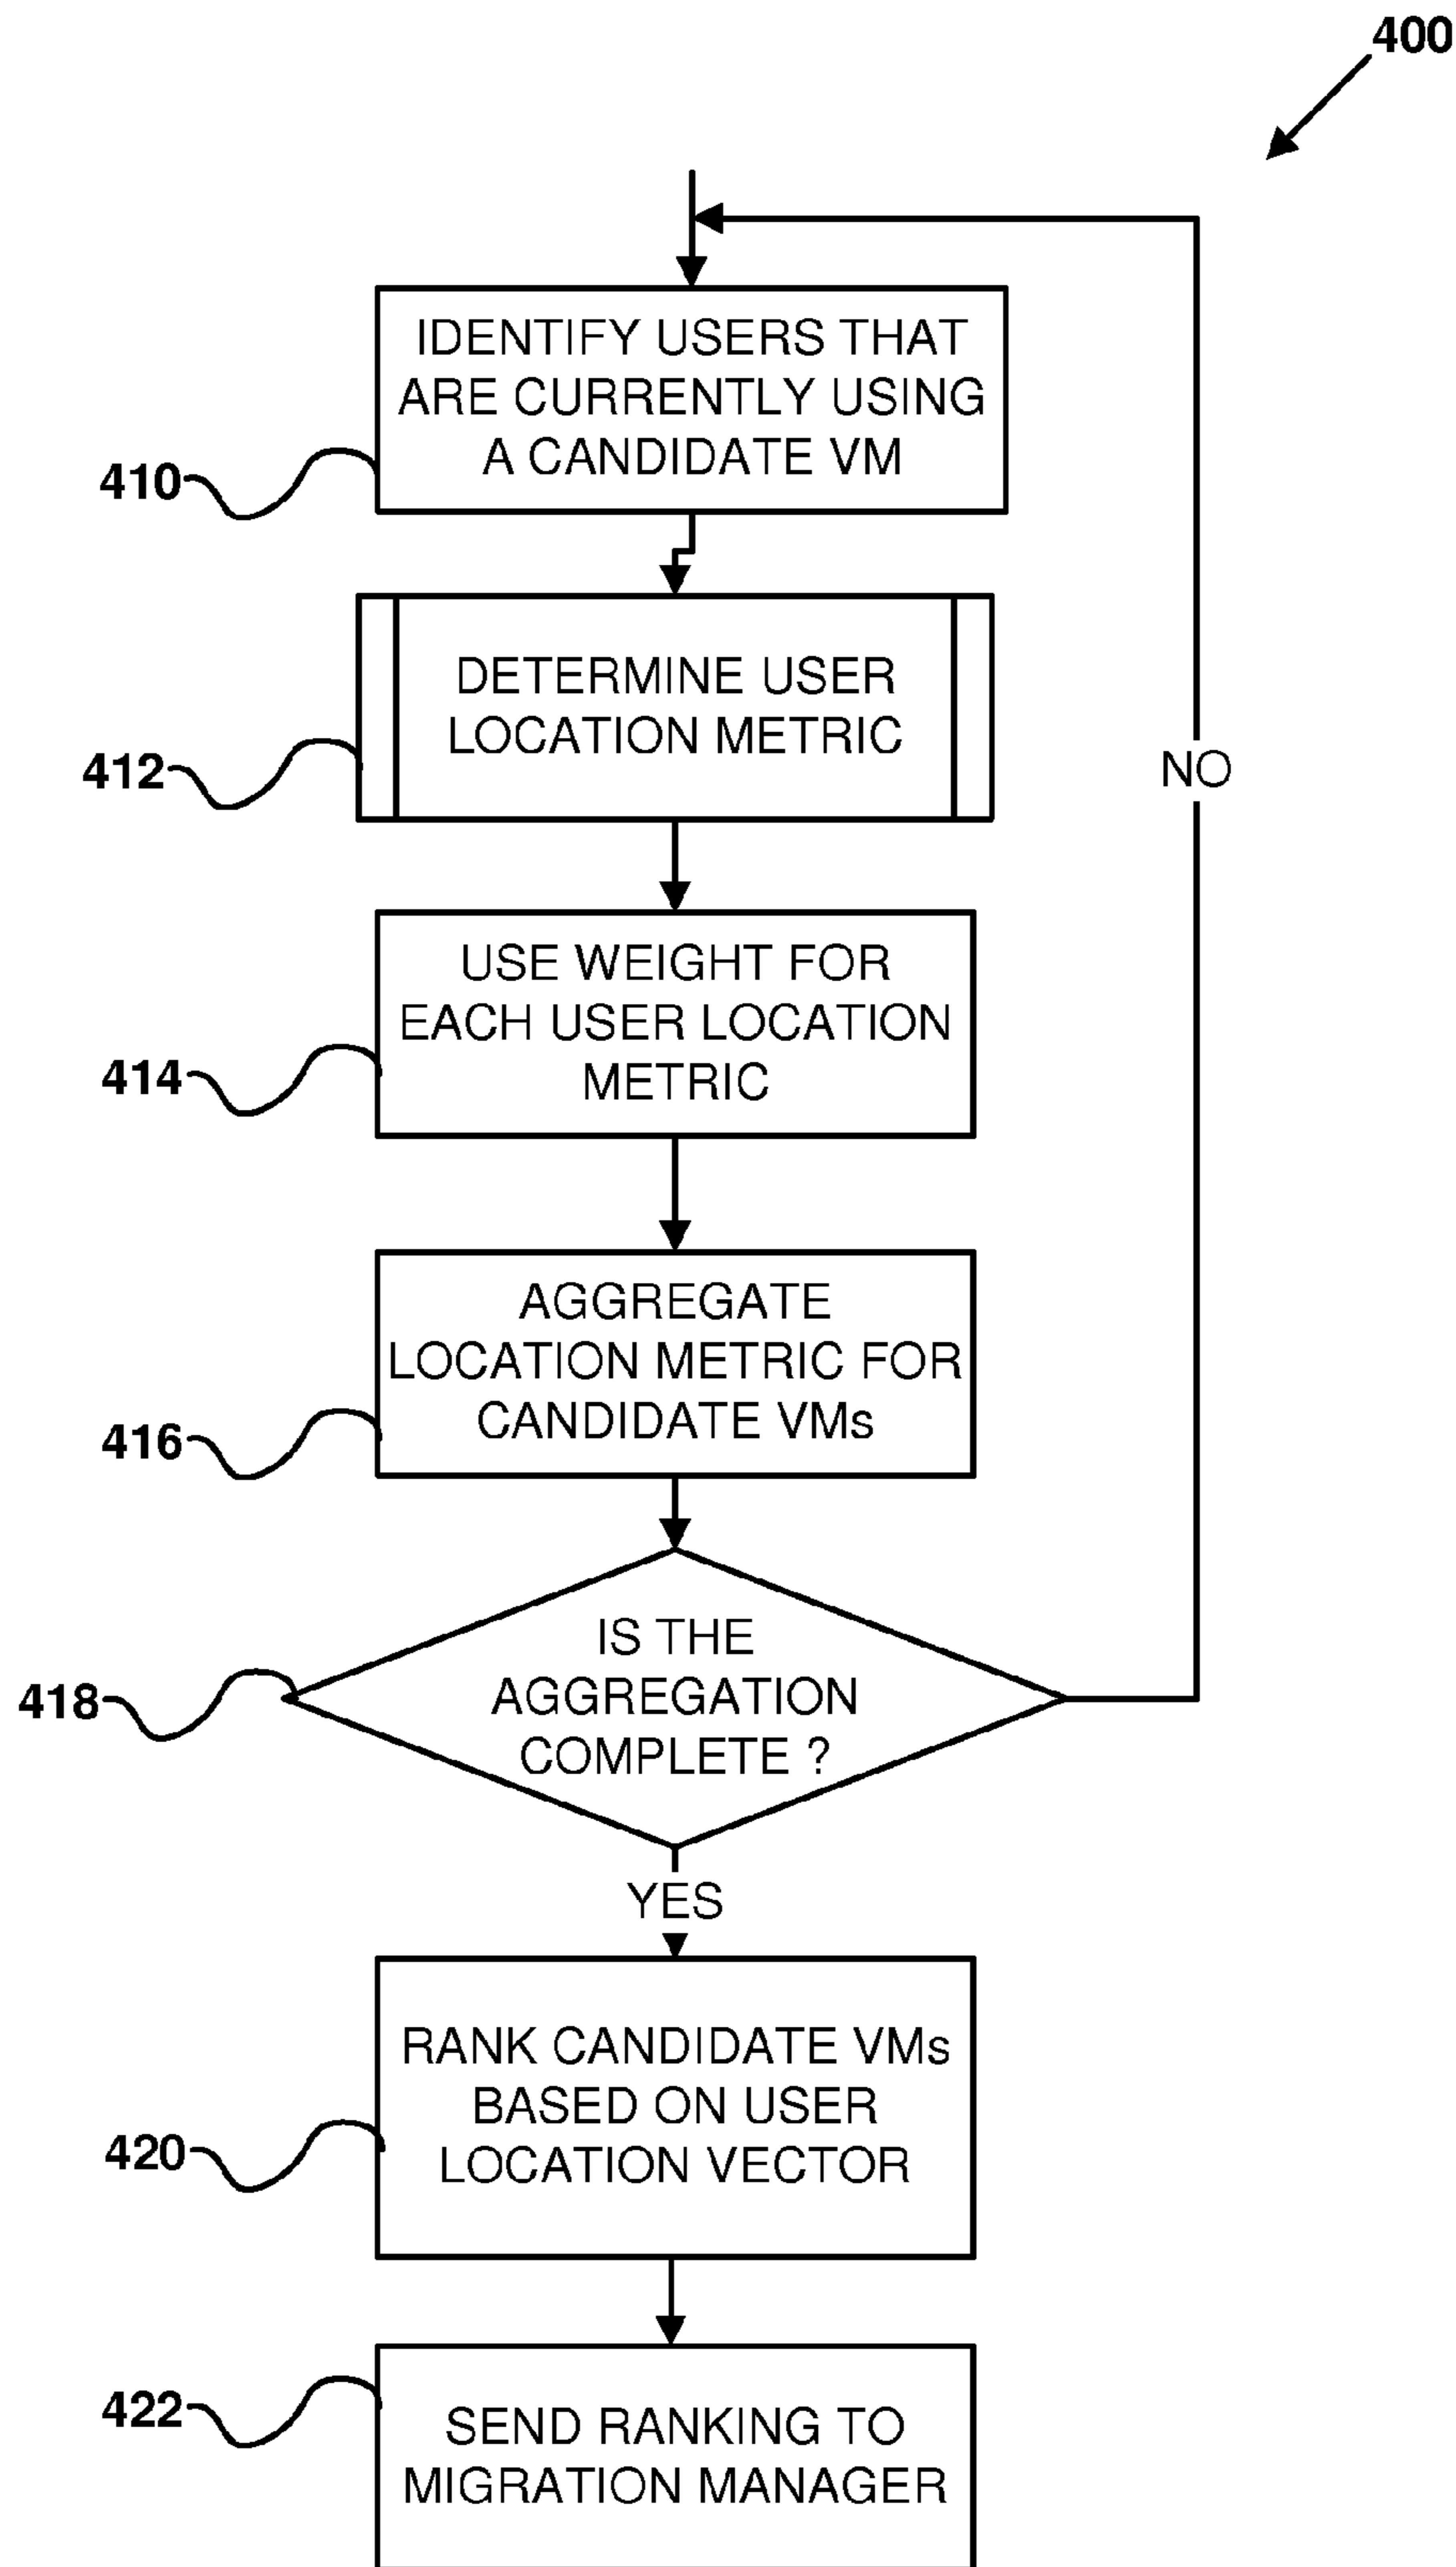 400
IDENTIFY USERS THAT
ARE CURRENTLY USING
A CANDIDATE VM
410
DETERMINE USER
LOCATION METRIC
412
NO
USE WEIGHT FOR
EACH USER LOCATION
METRIC
414
AGGREGATE
LOCATION METRIC FOR
CANDIDATE VMs
416
IS THE
AGGREGATION
COMPLETE ?
418
YES
RANK CANDIDATE VMs
BASED ON USER
LOCATION VECTOR
420
SEND RANKING TO
MIGRATION MANAGER
422